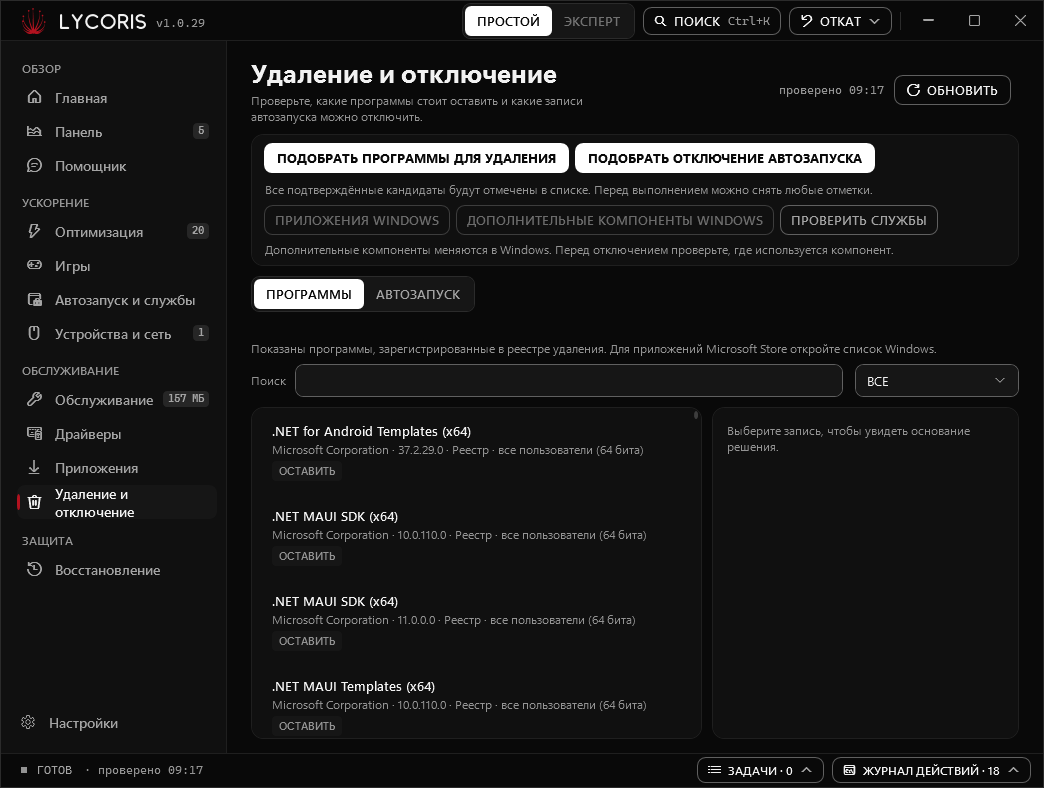 LYCORIS v1.0.29
ПРОСТОЙ
ЭКСПЕРТ
ПОИСК Ctrl+K
ОТКАТ
ОБЗОР
Главная
Панель 5
Помощник
УСКОРЕНИЕ
Оптимизация 20
Игры
Автозапуск и службы
Устройства и сеть 1
ОБСЛУЖИВАНИЕ
Обслуживание 157 МБ
Драйверы
Приложения
Удаление и
отключение
ЗАЩИТА
Восстановление
Настройки
Удаление и отключение
Проверьте, какие программы стоит оставить и какие записи
автозапуска можно отключить.
проверено 09:17
ОБНОВИТЬ
ПОДОБРАТЬ ПРОГРАММЫ ДЛЯ УДАЛЕНИЯ
ПОДОБРАТЬ ОТКЛЮЧЕНИЕ АВТОЗАПУСКА
Все подтверждённые кандидаты будут отмечены в списке. Перед выполнением можно снять любые отметки.
ПРИЛОЖЕНИЯ WINDOWS
ДОПОЛНИТЕЛЬНЫЕ КОМПОНЕНТЫ WINDOWS
ПРОВЕРИТЬ СЛУЖБЫ
Дополнительные компоненты меняются в Windows. Перед отключением проверьте, где используется компонент.
ПРОГРАММЫ
АВТОЗАПУСК
Показаны программы, зарегистрированные в реестре удаления. Для приложений Microsoft Store откройте список Windows.
Поиск
ВСЕ
.NET for Android Templates (x64)
Microsoft Corporation · 37.2.29.0 · Реестр · все пользователи (64 бита)
ОСТАВИТЬ
.NET MAUI SDK (x64)
Microsoft Corporation · 10.0.110.0 · Реестр · все пользователи (64 бита)
ОСТАВИТЬ
.NET MAUI SDK (x64)
Microsoft Corporation · 11.0.0.0 · Реестр · все пользователи (64 бита)
ОСТАВИТЬ
.NET MAUI Templates (x64)
Microsoft Corporation · 10.0.110.0 · Реестр · все пользователи (64 бита)
ОСТАВИТЬ
Выберите запись, чтобы увидеть основание
решения.
ГОТОВ · проверено 09:17
ЗАДАЧИ · 0
ЖУРНАЛ ДЕЙСТВИЙ · 18